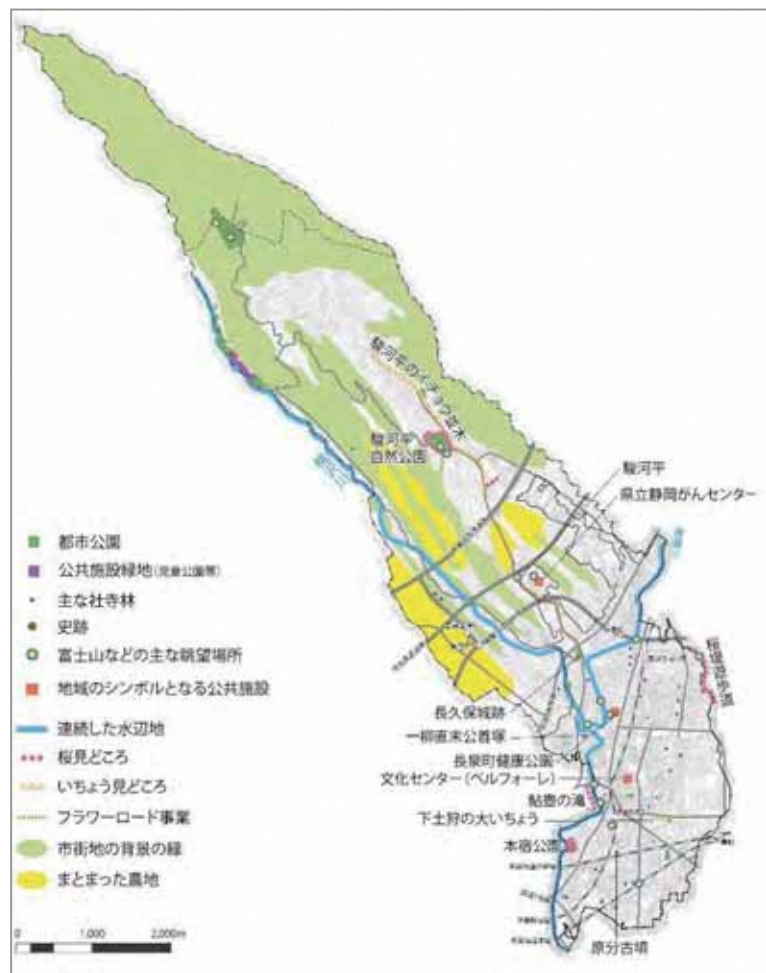 駿河平のイチョウ並木
駿河平
自然公園
駿河平
県立静岡がんセンター
都市公園
公共施設緑地(児童公園等)
主な社寺林
史跡
富士山などの主な眺望場所
地域のシンボルとなる公共施設
連続した水辺地
桜見どころ
いちょう見どころ
フラワーロード事業
市街地の背景の緑
まとまった農地
長久保城跡
一柳直末公首塚
長泉町健康公園
文化センター(ベルフォーレ)
鮎壺の滝
下土狩の大いちょう
本宿公園
原分古墳
0 1,000 2,000m